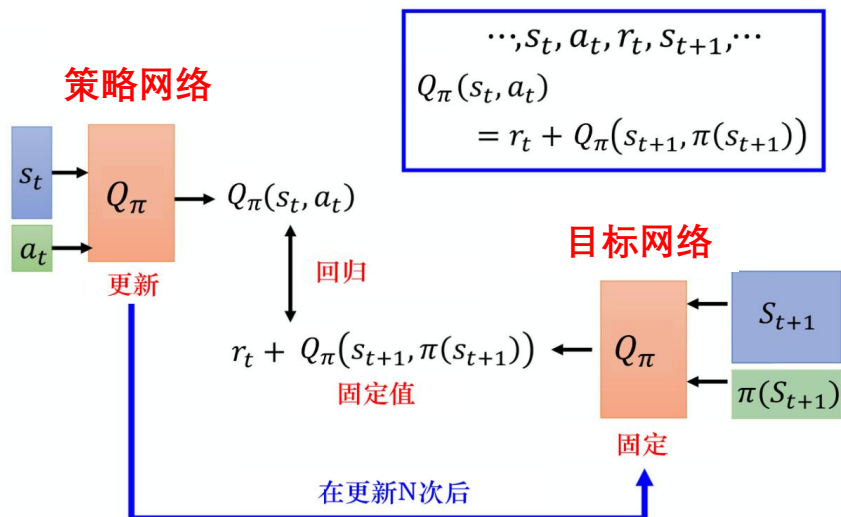 ⋯,s_t, a_t, r_t, s_{t+1},⋯
Q_π(s_t, a_t)
= r_t + Q_π(s_{t+1}, π(s_{t+1}))
策略网络
s_t
a_t
Q_π
更新
Q_π(s_t, a_t)
回归
r_t + Q_π(s_{t+1}, π(s_{t+1}))
固定值
目标网络
Q_π
固定
S_{t+1}
π(S_{t+1})
在更新N次后